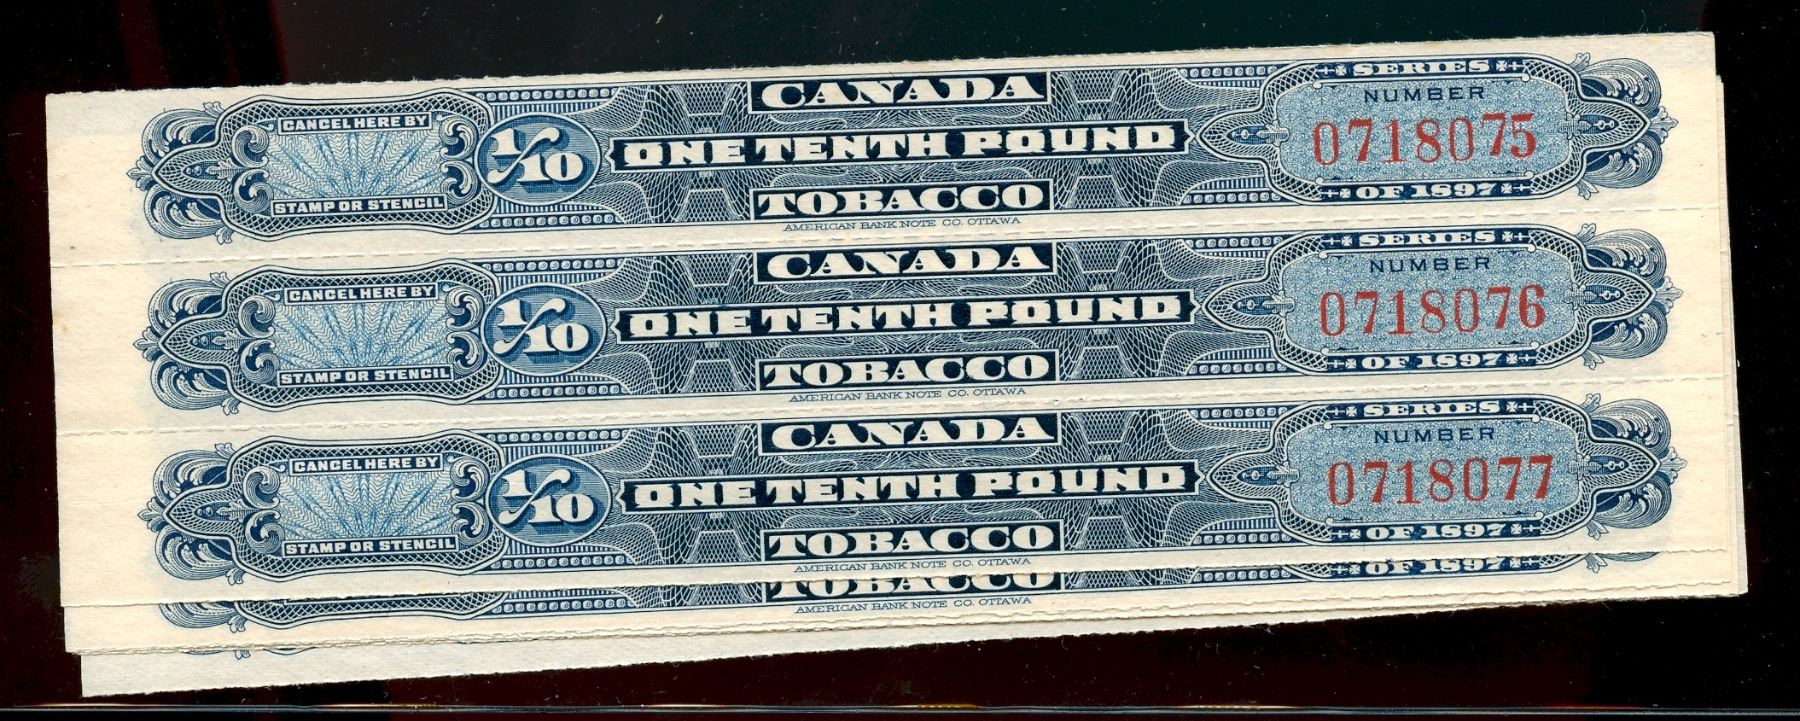 CANADA
CANCEL HERE BY
STAMP OR STENCIL
1/10
ONE TENTH POUND
TOBACCO
AMERICAN BANK NOTE CO. OTTAWA
SERIES
NUMBER
0718075
OF 1897
CANADA
CANCEL HERE BY
STAMP OR STENCIL
1/10
ONE TENTH POUND
TOBACCO
AMERICAN BANK NOTE CO. OTTAWA
SERIES
NUMBER
0718076
OF 1897
CANADA
CANCEL HERE BY
STAMP OR STENCIL
1/10
ONE TENTH POUND
TOBACCO
AMERICAN BANK NOTE CO. OTTAWA
SERIES
NUMBER
0718077
OF 1897
TOBACCO
AMERICAN BANK NOTE CO. OTTAWA
OF 1897